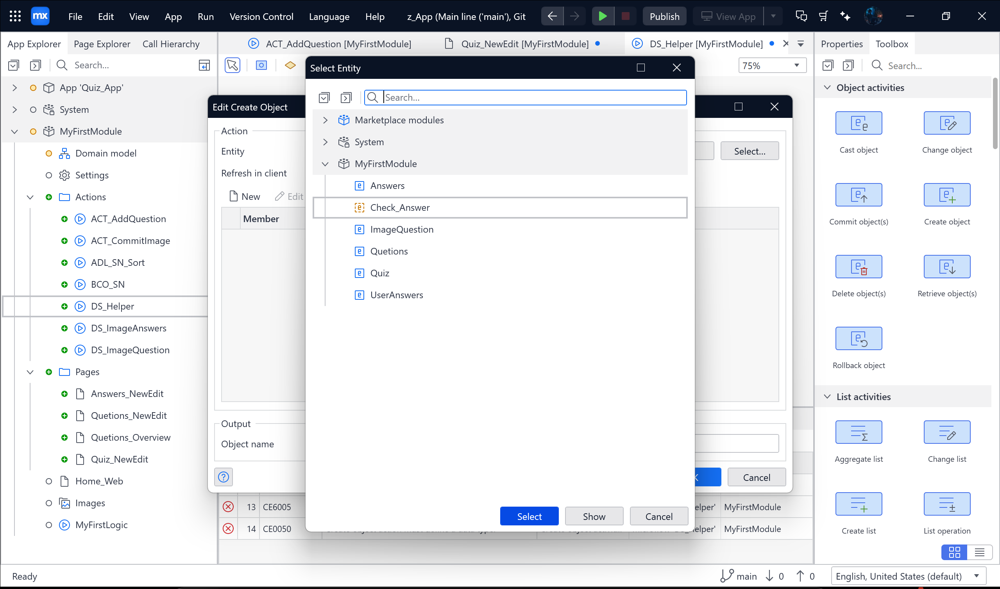 mx File Edit View App Run Version Control Language Help z_App (Main line ('main'), Git Publish View App
App Explorer Page Explorer Call Hierarchy
ACT_AddQuestion [MyFirstModule] Quiz_NewEdit [MyFirstModule] DS_Helper [MyFirstModule]
Properties Toolbox
Search...
75%
Search...
App 'Quiz_App'
System
MyFirstModule
Domain model
Settings
Actions
ACT_AddQuestion
ACT_CommitImage
ADL_SN_Sort
BCO_SN
DS_Helper
DS_ImageAnswers
DS_ImageQuestion
Pages
Answers_NewEdit
Quetions_NewEdit
Quetions_Overview
Quiz_NewEdit
Home_Web
Images
MyFirstLogic
Edit Create Object
Action
Entity
Select...
Refresh in client
New Edit
Member
Output
Object name
Cancel
Select Entity
Search...
Marketplace modules
System
MyFirstModule
Answers
Check_Answer
ImageQuestion
Quetions
Quiz
UserAnswers
Select Show Cancel
13 CE6005 elper' MyFirstModule
14 CE0050 elper' MyFirstModule
Object activities
Cast object Change object
Commit object(s) Create object
Delete object(s) Retrieve object(s)
Rollback object
List activities
Aggregate list Change list
Create list List operation
Ready
main 0 0 English, United States (default)